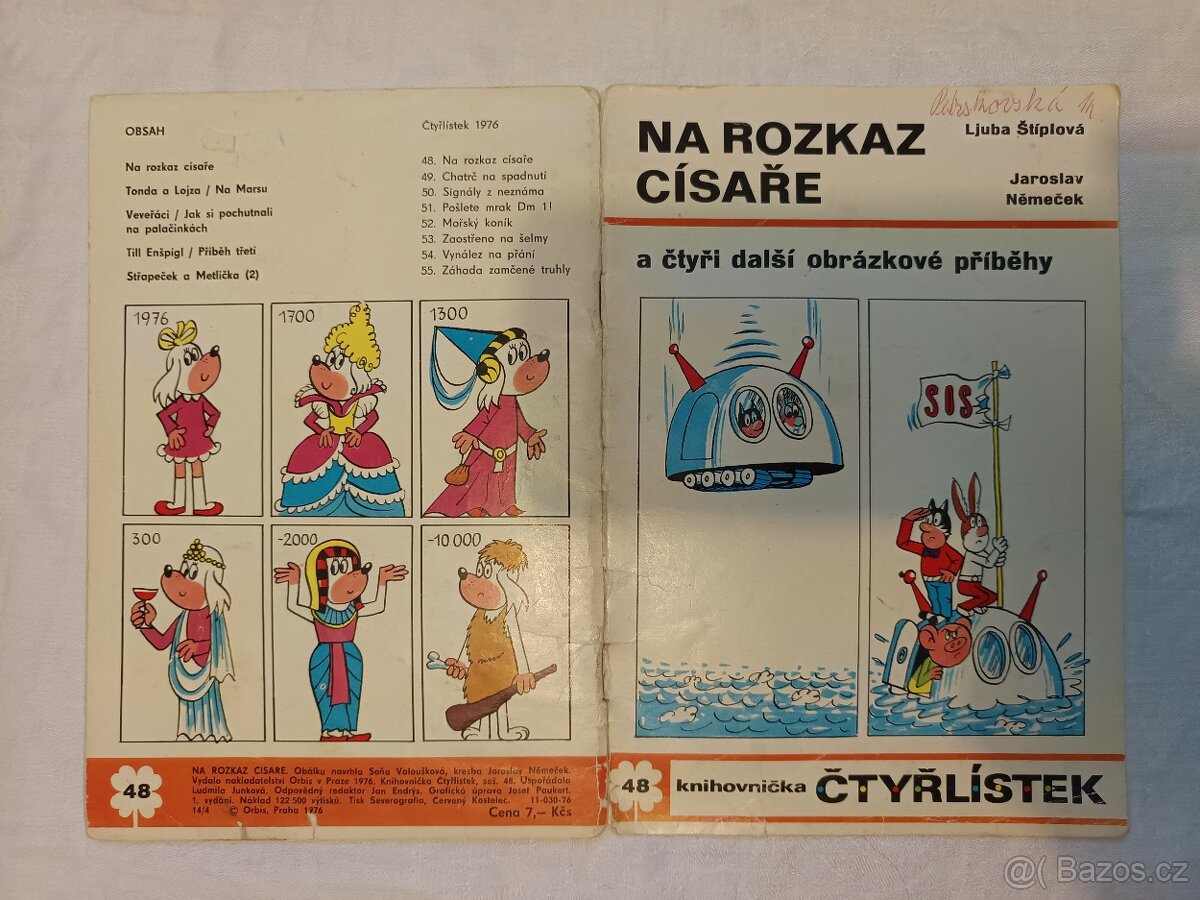 OBSAH
Na rozkaz císaře
Tonda a Lojza / Na Marsu
Veveřáci / Jak si pochutnali
na palačinkách
Till Enšpígl / Příběh třetí
Střapeček a Metlička (2)
Čtyřlístek 1976
48. Na rozkaz císaře
49. Chatrč na spadnutí
50. Signály z neznáma
51. Pošlete mrak Dm 1!
52. Mořský koník
53. Zaostřeno na šelmy
54. Vynález na přání
55. Záhada zamčené truhly
1976
1700
1300
300
-2000
-10 000
48
NA ROZKAZ CÍSAŘE. Obálku navrhla Soňa Valoušková, kresba Jaroslav Němeček.
Vydalo nakladatelství Orbis v Praze 1976. Knihovnička Čtyřlístek, seš. 48. Uspořádala
Ludmila Junková. Odpovědný redaktor Jan Endrýs. Grafická úprava Josef Paukert.
1. vydání. Náklad 122 500 výtisků. Tisk Severografia, Červený Kostelec. 11-030-76
14/4 © Orbis, Praha 1976
Cena 7,— Kčs
NA ROZKAZ
CÍSAŘE
Ljuba Štíplová
Jaroslav
Němeček
a čtyři další obrázkové příběhy
SIS
48 knihovnička ČTYŘLÍSTEK
@( Bazos.cz